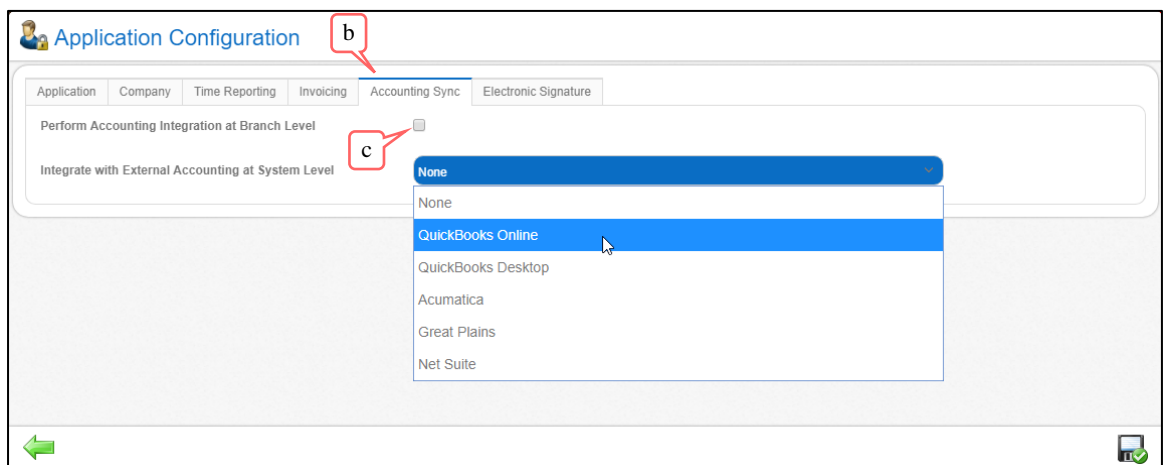 Application Configuration
b
Application Company Time Reporting Invoicing Accounting Sync Electronic Signature
Perform Accounting Integration at Branch Level
c
Integrate with External Accounting at System Level None
None
QuickBooks Online
QuickBooks Desktop
Acumatica
Great Plains
Net Suite